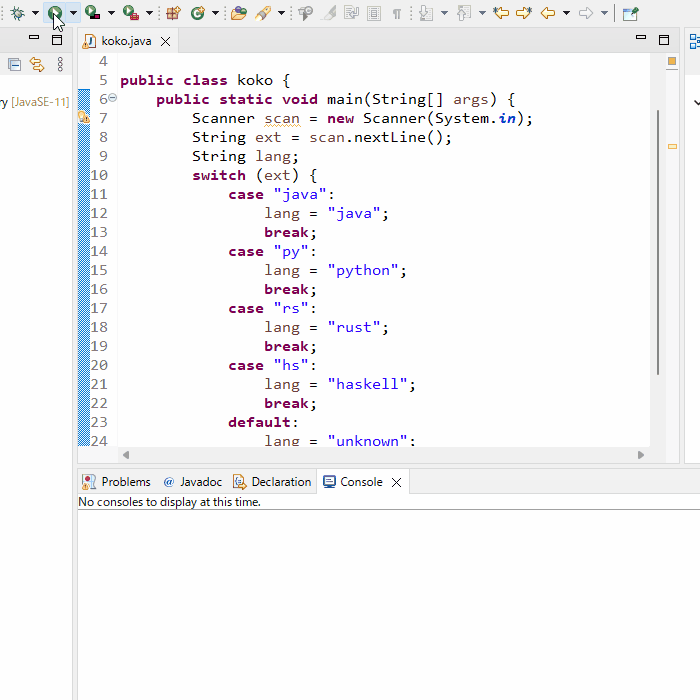 koko.java
ry [JavaSE-11]
4
5 public class koko {
6 public static void main(String[] args) {
7 Scanner scan = new Scanner(System.in);
8 String ext = scan.nextLine();
9 String lang;
10 switch (ext) {
11 case "java":
12 lang = "java";
13 break;
14 case "py":
15 lang = "python";
16 break;
17 case "rs":
18 lang = "rust";
19 break;
20 case "hs":
21 lang = "haskell";
22 break;
23 default:
24 lang = "unknown";
Problems @ Javadoc Declaration Console
No consoles to display at this time.